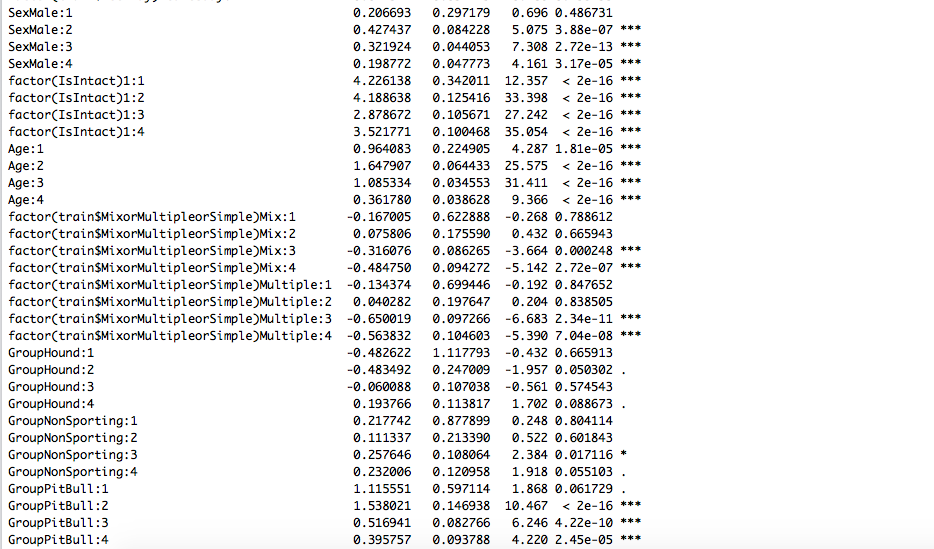 SexMale:1 0.206693 0.297179 0.696 0.486731
SexMale:2 0.427437 0.084228 5.075 3.88e-07 ***
SexMale:3 0.321924 0.044053 7.308 2.72e-13 ***
SexMale:4 0.198772 0.047773 4.161 3.17e-05 ***
factor(IsIntact)1:1 4.226138 0.342011 12.357 < 2e-16 ***
factor(IsIntact)1:2 4.188638 0.125416 33.398 < 2e-16 ***
factor(IsIntact)1:3 2.878672 0.105671 27.242 < 2e-16 ***
factor(IsIntact)1:4 3.521771 0.100468 35.054 < 2e-16 ***
Age:1 0.964083 0.224905 4.287 1.81e-05 ***
Age:2 1.647907 0.064433 25.575 < 2e-16 ***
Age:3 1.085334 0.034553 31.411 < 2e-16 ***
Age:4 0.361780 0.038628 9.366 < 2e-16 ***
factor(train$MixorMultipleorSimple)Mix:1 -0.167005 0.622888 -0.268 0.788612
factor(train$MixorMultipleorSimple)Mix:2 0.075806 0.175590 0.432 0.665943
factor(train$MixorMultipleorSimple)Mix:3 -0.316076 0.086265 -3.664 0.000248 ***
factor(train$MixorMultipleorSimple)Mix:4 -0.484750 0.094272 -5.142 2.72e-07 ***
factor(train$MixorMultipleorSimple)Multiple:1 -0.134374 0.699446 -0.192 0.847652
factor(train$MixorMultipleorSimple)Multiple:2 0.040282 0.197647 0.204 0.838505
factor(train$MixorMultipleorSimple)Multiple:3 -0.650019 0.097266 -6.683 2.34e-11 ***
factor(train$MixorMultipleorSimple)Multiple:4 -0.563832 0.104603 -5.390 7.04e-08 ***
GroupHound:1 -0.482622 1.117793 -0.432 0.665913
GroupHound:2 -0.483492 0.247009 -1.957 0.050302 .
GroupHound:3 -0.060088 0.107038 -0.561 0.574543
GroupHound:4 0.193766 0.113817 1.702 0.088673 .
GroupNonSporting:1 0.217742 0.877899 0.248 0.804114
GroupNonSporting:2 0.111337 0.213390 0.522 0.601843
GroupNonSporting:3 0.257646 0.108064 2.384 0.017116 *
GroupNonSporting:4 0.232006 0.120958 1.918 0.055103 .
GroupPitBull:1 1.115551 0.597114 1.868 0.061729 .
GroupPitBull:2 1.538021 0.146938 10.467 < 2e-16 ***
GroupPitBull:3 0.516941 0.082766 6.246 4.22e-10 ***
GroupPitBull:4 0.395757 0.093788 4.220 2.45e-05 ***